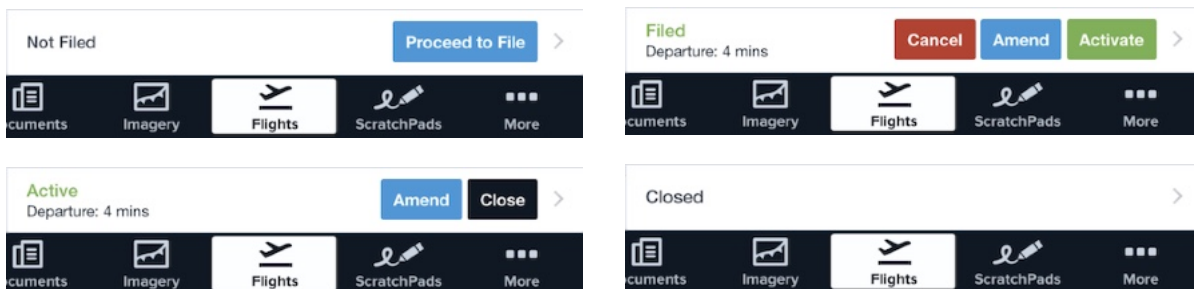 Not Filed
Proceed to File
cuments
Imagery
Flights
ScratchPads
More
Filed
Departure: 4 mins
Cancel
Amend
Activate
cuments
Imagery
Flights
ScratchPads
More
Active
Departure: 4 mins
Amend
Close
cuments
Imagery
Flights
ScratchPads
More
Closed
cuments
Imagery
Flights
ScratchPads
More